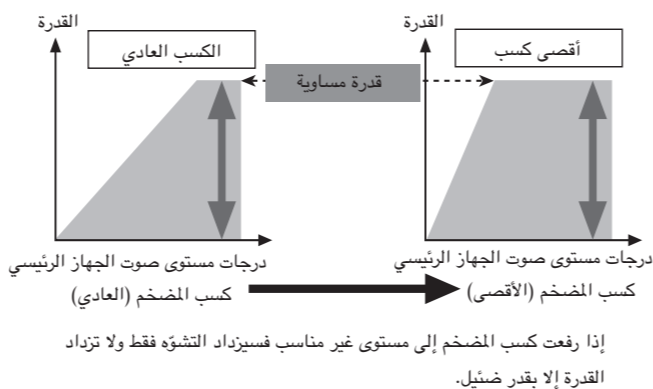 القدرة
القدرة
أقصى كسب
الكسب العادي
قدرة مساوية
درجات مستوى صوت الجهاز الرئيسي
درجات مستوى صوت الجهاز الرئيسي
كسب المضخم (الأقصى)
كسب المضخم (العادي)
إذا رفعت كسب المضخم إلى مستوى غير مناسب فسيزداد التشوّه فقط ولا تزداد
القدرة إلا بقدر ضئيل.